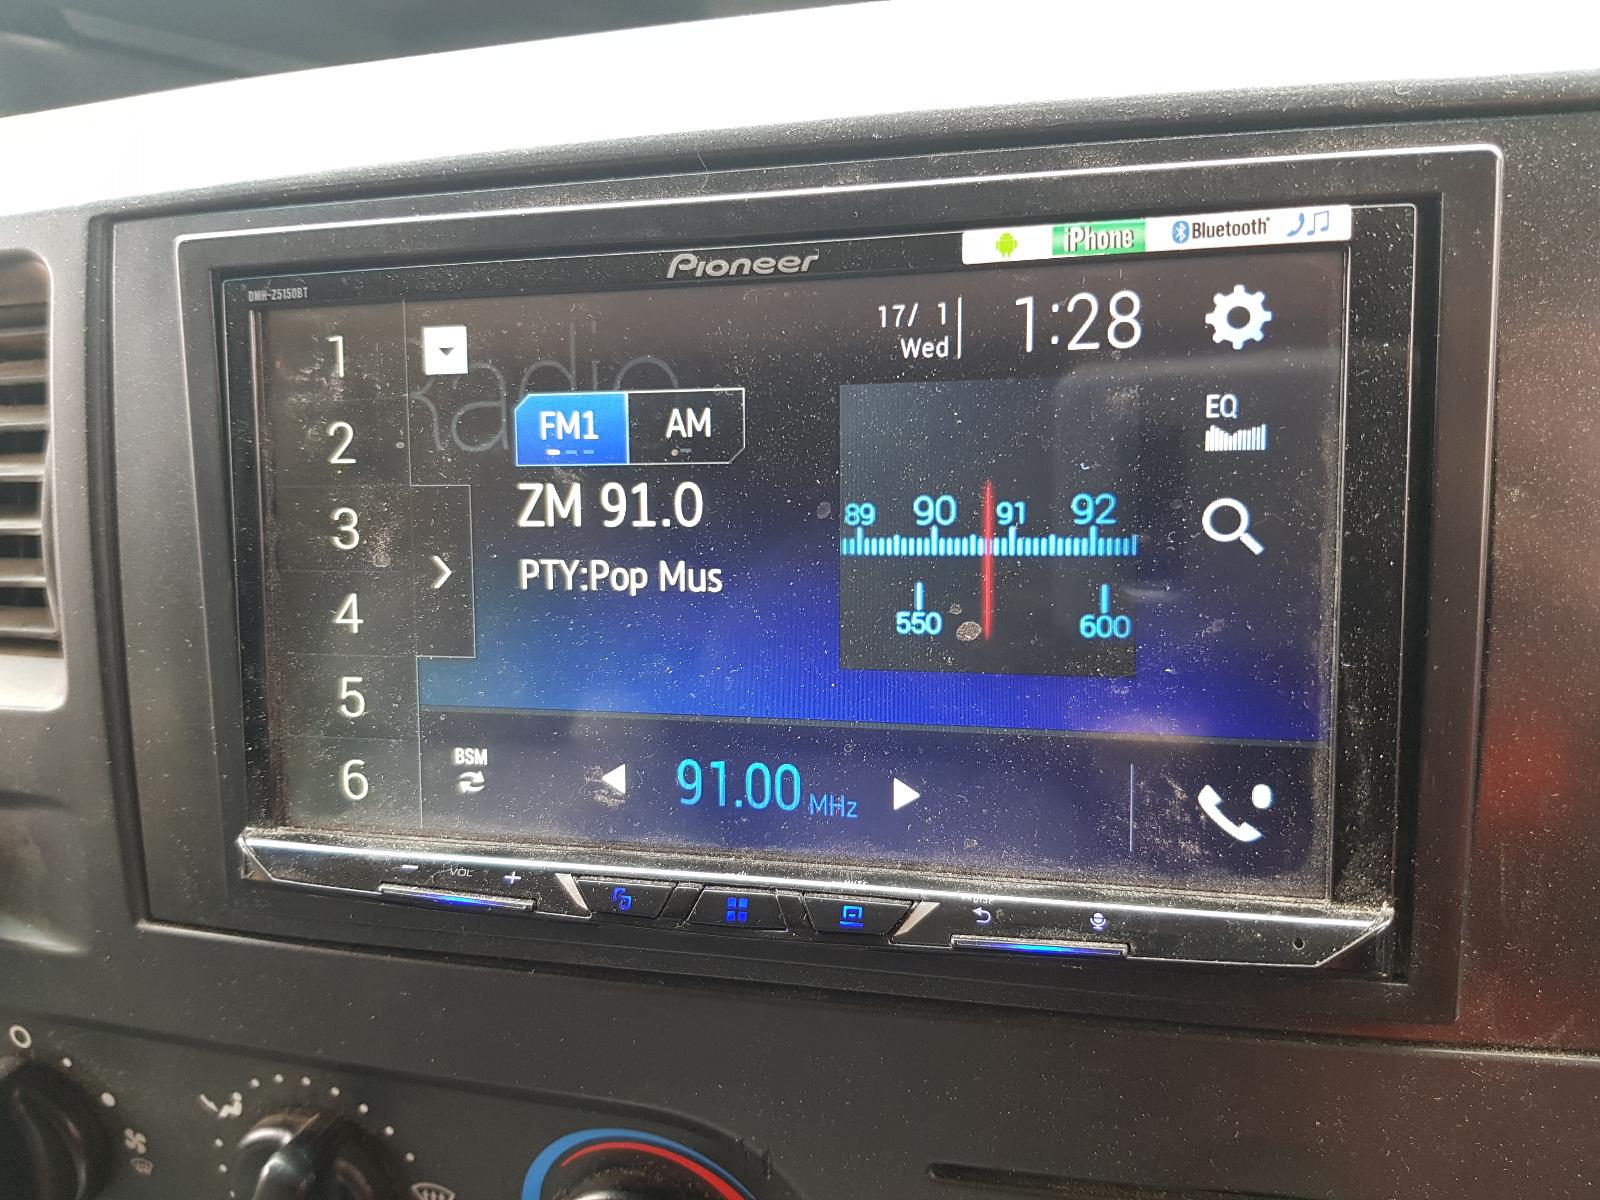 Pioneer
iPhone
Bluetooth®
DMH-Z5150BT
17/ 1
Wed
1:28
Radio
1
2
3
4
5
6
FM1
AM
ZM 91.0
PTY:Pop Mus
EQ
89 90 91 92
550 600
BSM
91.00 MHz
- VOL +